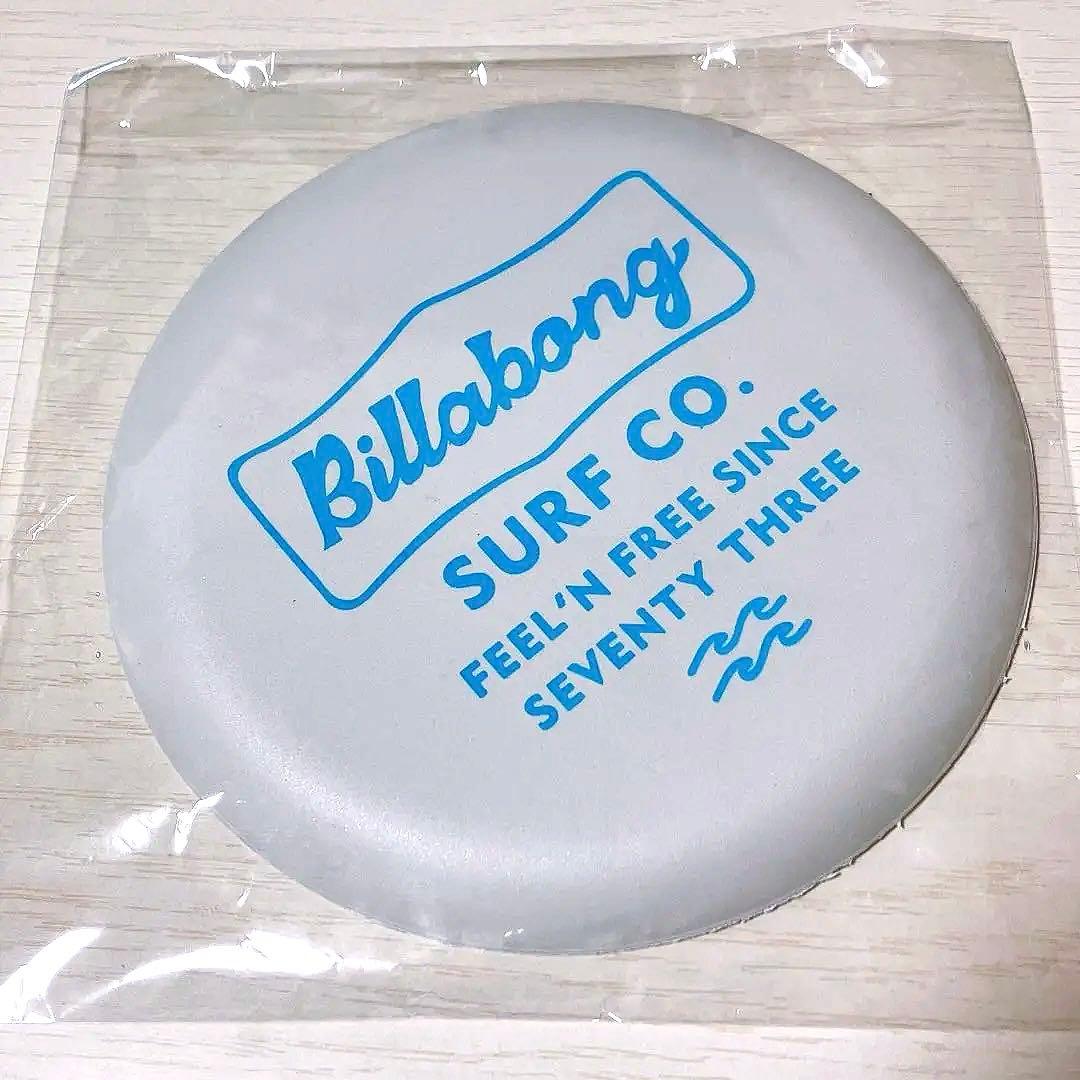 Billabong
SURF CO.
FEEL'N FREE SINCE
SEVENTY THREE